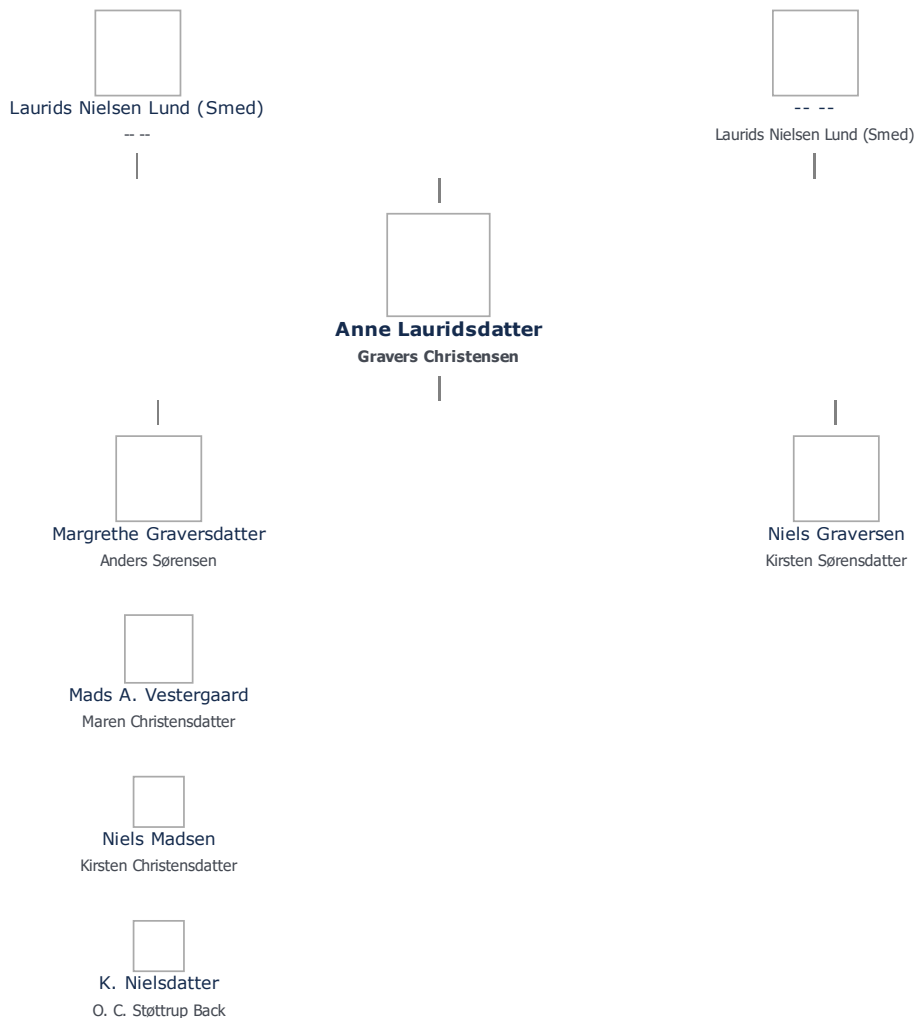 Laurids Nielsen Lund (Smed)
-- --
-- --
Laurids Nielsen Lund (Smed)
Anne Lauridsdatter
Gravers Christensen
Margrethe Graversdatter
Anders Sørensen
Niels Graversen
Kirsten Sørensdatter
Mads A. Vestergaard
Maren Christensdatter
Niels Madsen
Kirsten Christensdatter
K. Nielsdatter
O. C. Støttrup Back